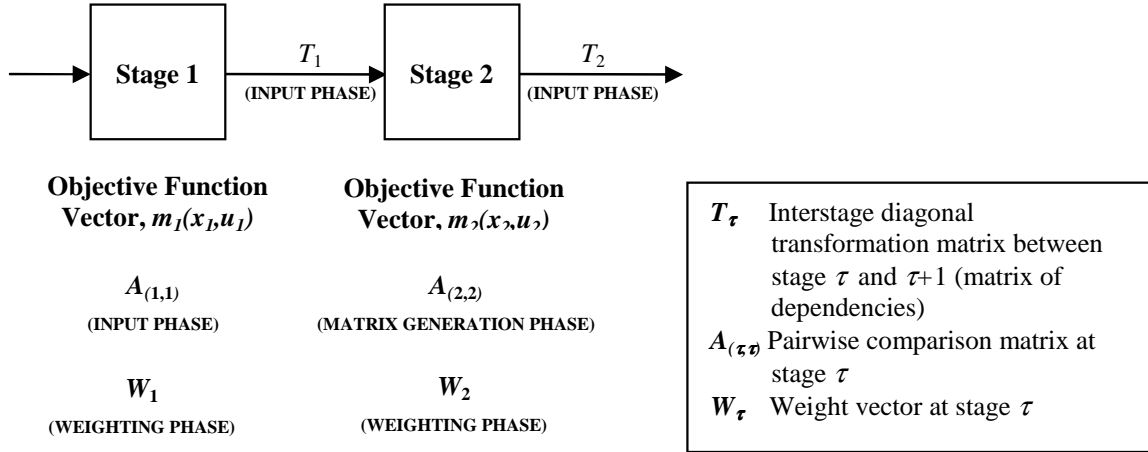 Stage 1
T1
(INPUT PHASE)
Stage 2
T2
(INPUT PHASE)
Objective Function
Vector, m1(x1,u1)
A(1,1)
(INPUT PHASE)
W1
(WEIGHTING PHASE)
Objective Function
Vector, m2(x2,u2)
A(2,2)
(MATRIX GENERATION PHASE)
W2
(WEIGHTING PHASE)
Tτ Interstage diagonal
transformation matrix between
stage τ and τ+1 (matrix of
dependencies)
A(τ,τ) Pairwise comparison matrix at
stage τ
Wτ Weight vector at stage τ